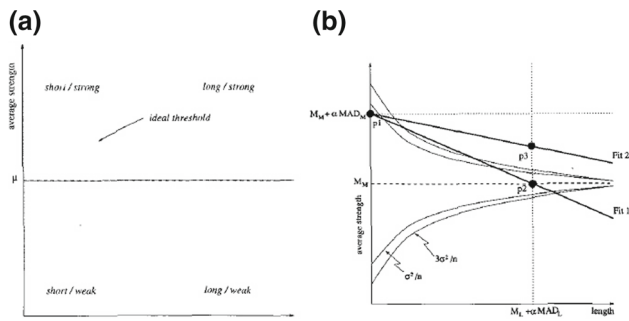 (a)
average strength
short / strong
long / strong
ideal threshold
μ
short / weak
long / weak
(b)
M_M + α MAD_M
p1
p3
Fit 2
M_M
p2
average strength
Fit 1
3σ²/n
σ²/n
M_L + α MAD_L
length